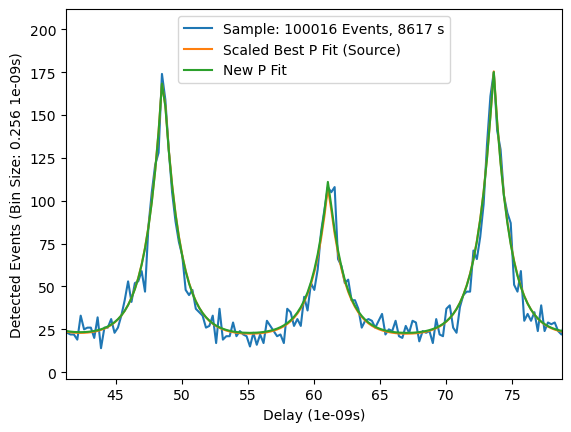 Sample: 100016 Events, 8617 s
Scaled Best P Fit (Source)
New P Fit
Detected Events (Bin Size: 0.256 1e-09s)
200
175
150
125
100
75
50
25
0
45 50 55 60 65 70 75
Delay (1e-09s)